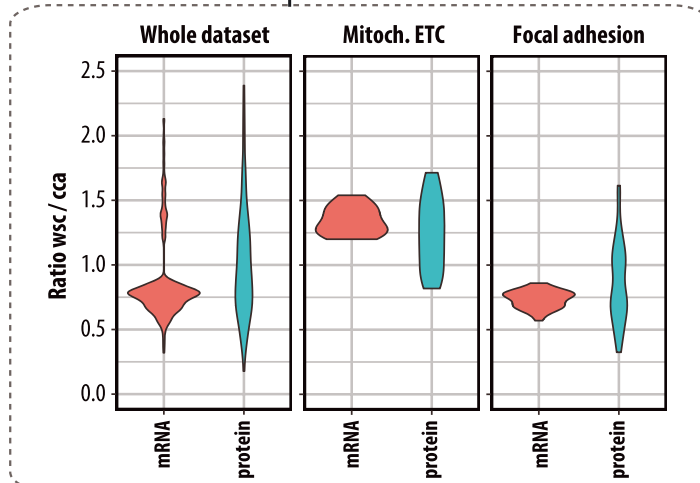 Whole dataset
Mitoch. ETC
Focal adhesion
Ratio wsc / cca
2.5
2.0
1.5
1.0
0.5
0.0
mRNA
protein
mRNA
protein
mRNA
protein